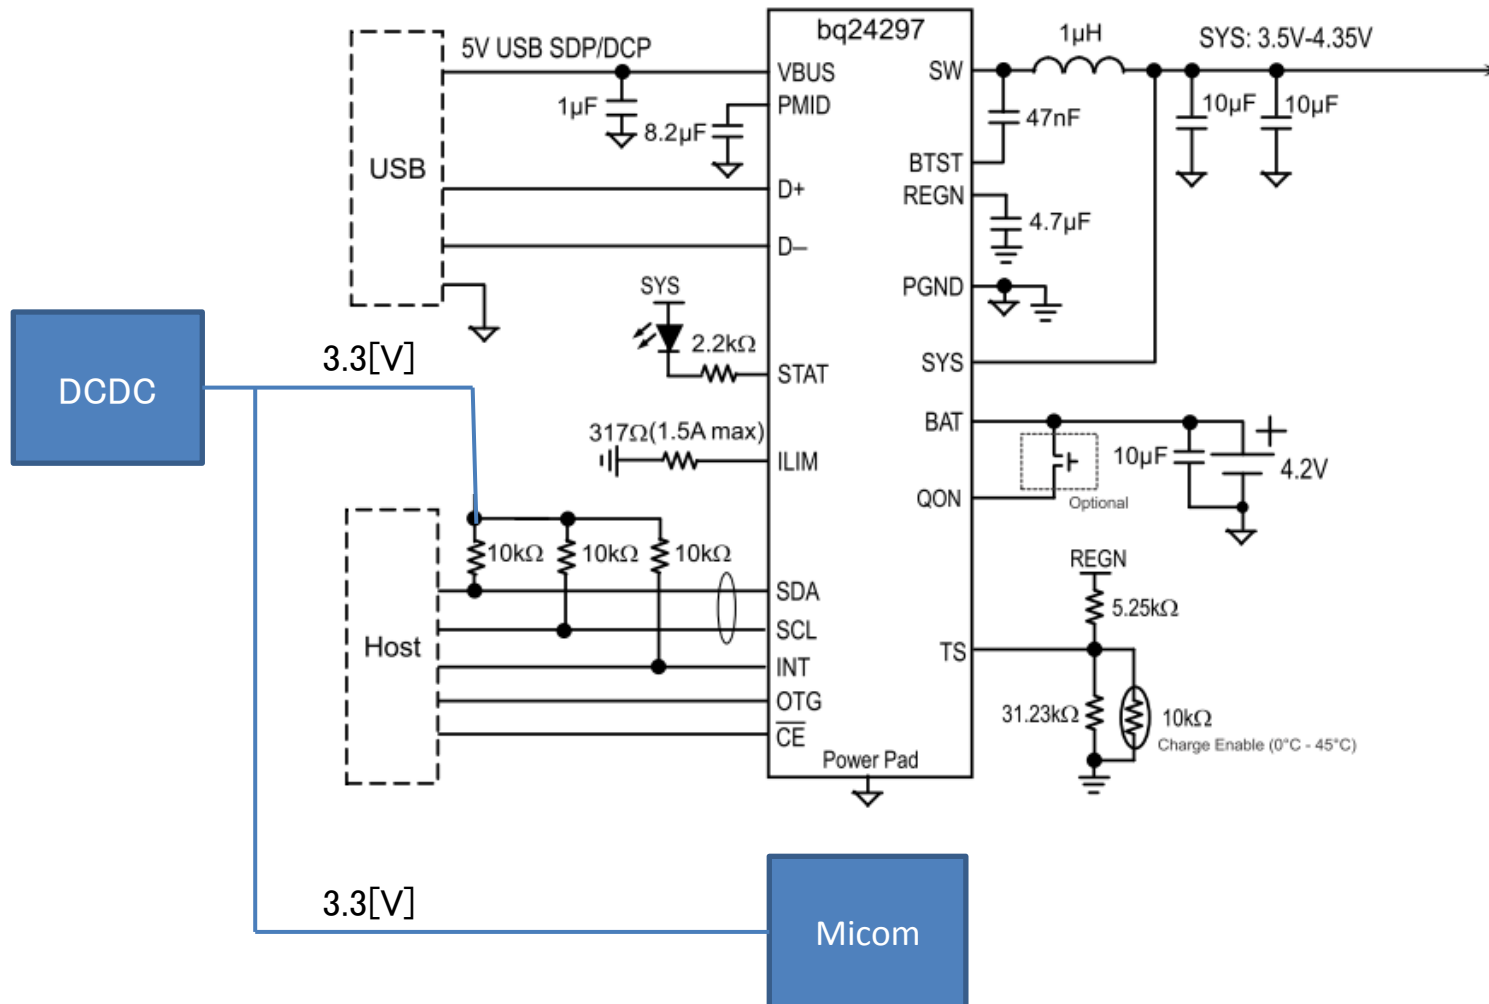 bq24297
5V USB SDP/DCP
1µH
SYS: 3.5V-4.35V
VBUS
SW
1µF
PMID
8.2µF
47nF
10µF
10µF
USB
BTST
D+
REGN
4.7µF
D–
SYS
PGND
3.3[V]
2.2kΩ
STAT
SYS
DCDC
317Ω(1.5A max)
ILIM
BAT
10µF
4.2V
QON
Optional
10kΩ
10kΩ
10kΩ
REGN
SDA
5.25kΩ
SCL
Host
INT
TS
OTG
31.23kΩ
10kΩ
CE
Charge Enable (0°C - 45°C)
Power Pad
3.3[V]
Micom